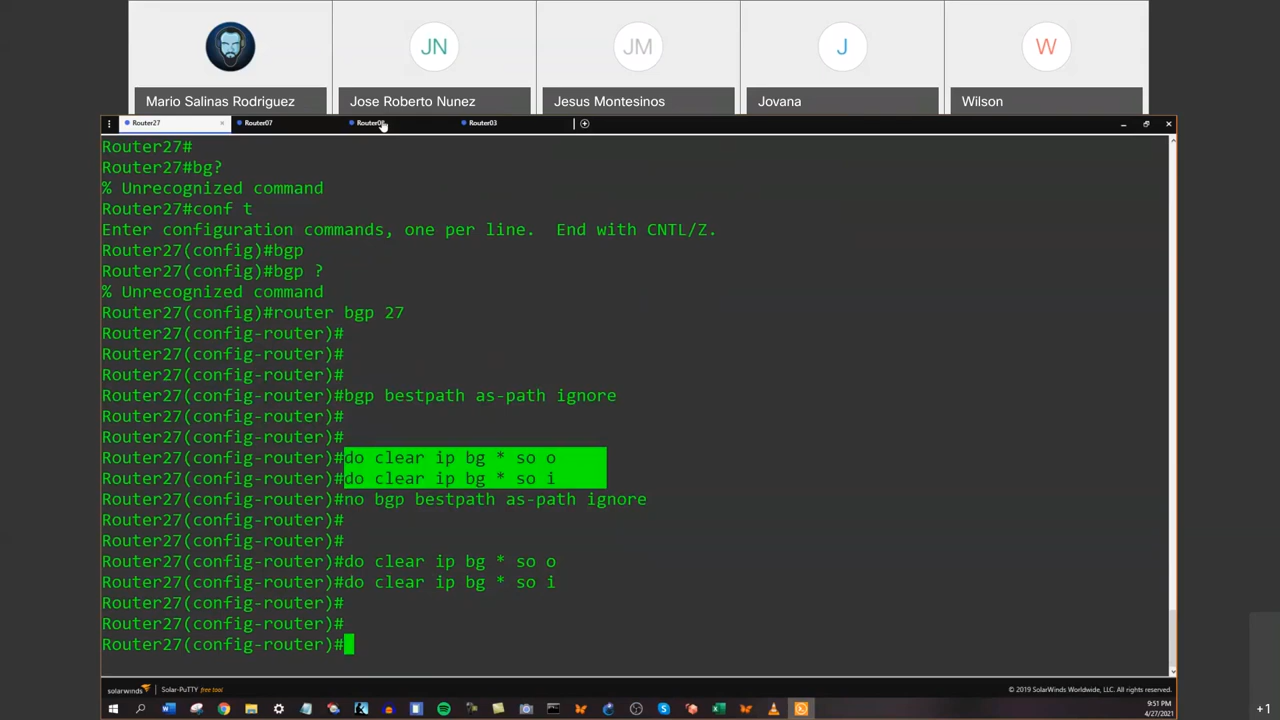 JN
JM
J
W
Mario Salinas Rodriguez
Jose Roberto Nunez
Jesus Montesinos
Jovana
Wilson
Router27
Router07
Router03
Router27#
Router27#bg?
% Unrecognized command
Router27#conf t
Enter configuration commands, one per line.  End with CNTL/Z.
Router27(config)#bgp
Router27(config)#bgp ?
% Unrecognized command
Router27(config)#router bgp 27
Router27(config-router)#
Router27(config-router)#
Router27(config-router)#
Router27(config-router)#bgp bestpath as-path ignore
Router27(config-router)#
Router27(config-router)#
Router27(config-router)#do clear ip bg * so o
Router27(config-router)#do clear ip bg * so i
Router27(config-router)#no bgp bestpath as-path ignore
Router27(config-router)#
Router27(config-router)#
Router27(config-router)#do clear ip bg * so o
Router27(config-router)#do clear ip bg * so i
Router27(config-router)#
Router27(config-router)#
Router27(config-router)#
solarwinds
Solar-PuTTY free tool
© 2019 SolarWinds Worldwide, LLC. All rights reserved.
9:51 PM
4/27/2021
+1